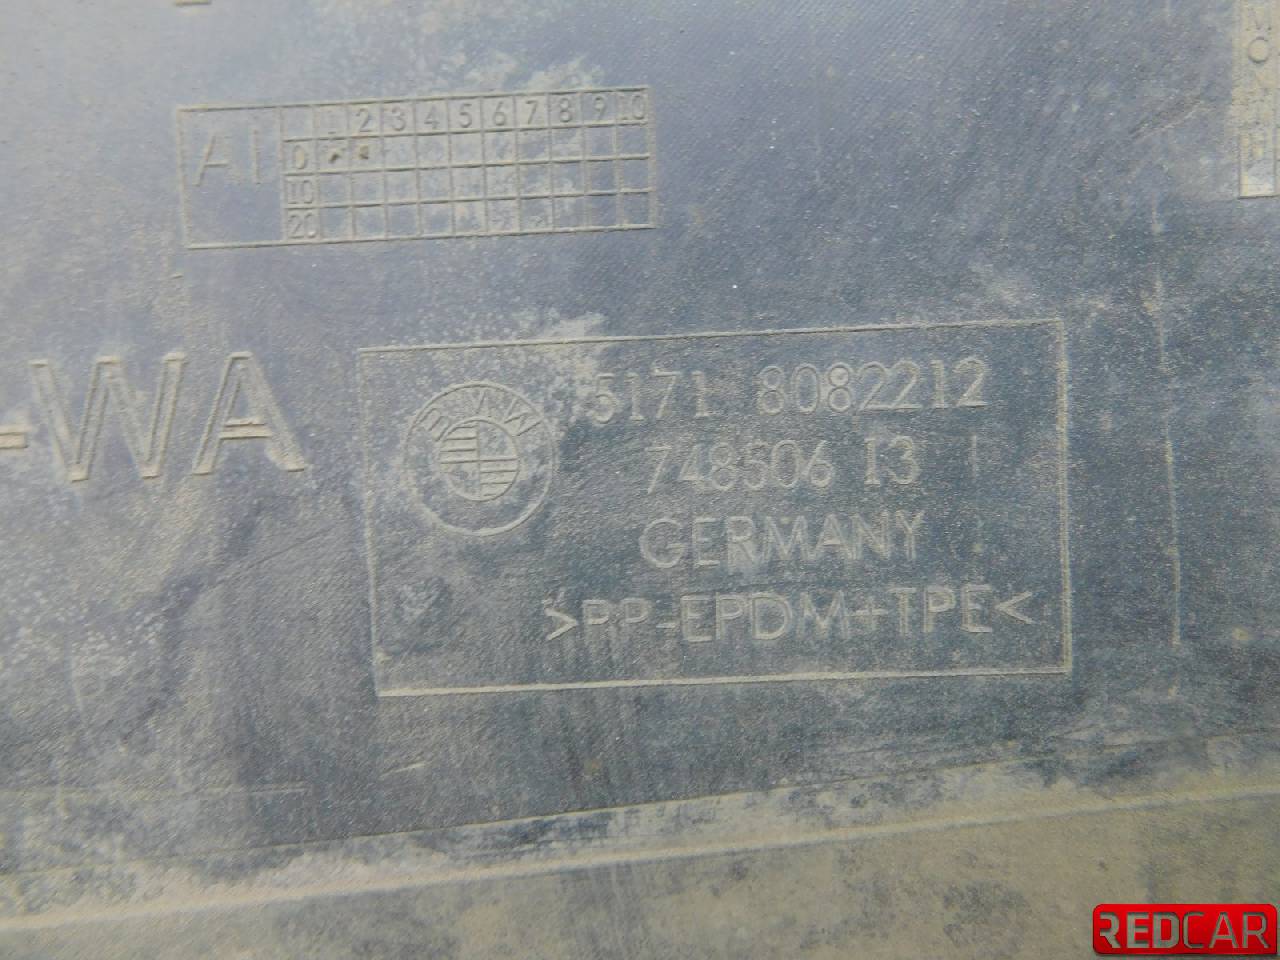 AI
1 2 3 4 5 6 7 8 9 10
0
10
20
-WA
BMW
5171 8082212
748506 13
GERMANY
>PP-EPDM+TPE<
REDCAR